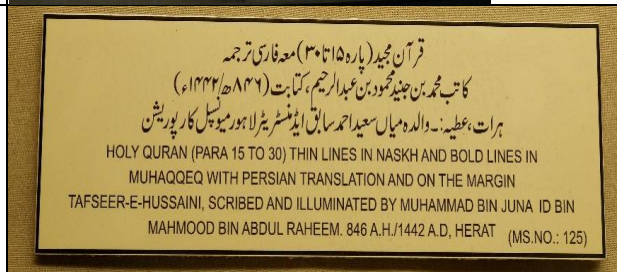 قرآن مجید (پارہ ۱۵ تا ۳۰) معہ فارسی ترجمہ
کاتب محمد بن جنید محمود بن عبدالرحیم، کتابت (۸۴۶ھ/۱۴۴۲ء)
ہرات، عطیہ:۔ والدہ میاں سعید احمد سابق ایڈمنسٹریٹر لاہور میونسپل کارپوریشن
HOLY QURAN (PARA 15 TO 30) THIN LINES IN NASKH AND BOLD LINES IN
MUHAQQEQ WITH PERSIAN TRANSLATION AND ON THE MARGIN
TAFSEER-E-HUSSAINI, SCRIBED AND ILLUMINATED BY MUHAMMAD BIN JUNA ID BIN
MAHMOOD BIN ABDUL RAHEEM. 846 A.H./1442 A.D, HERAT (MS.NO.: 125)